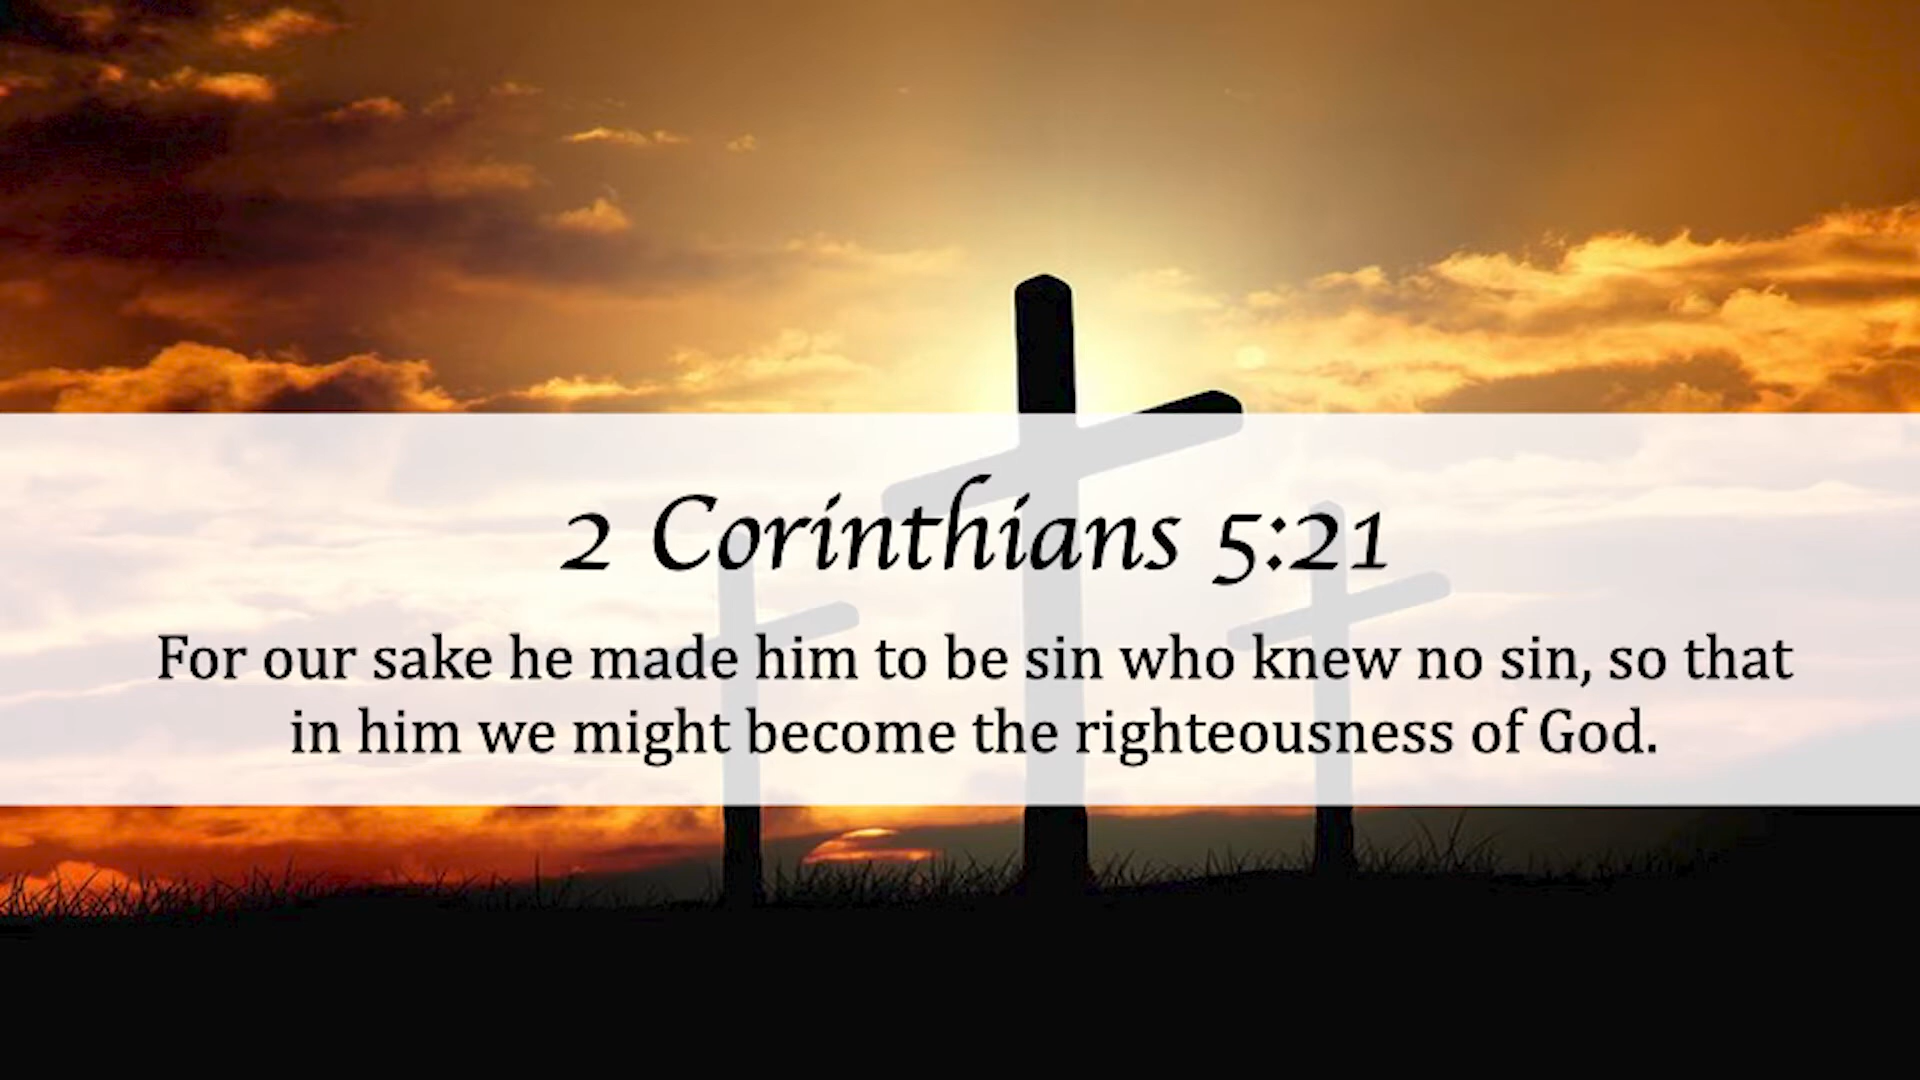 2 Corinthians 5:21
For our sake he made him to be sin who knew no sin, so that
in him we might become the righteousness of God.